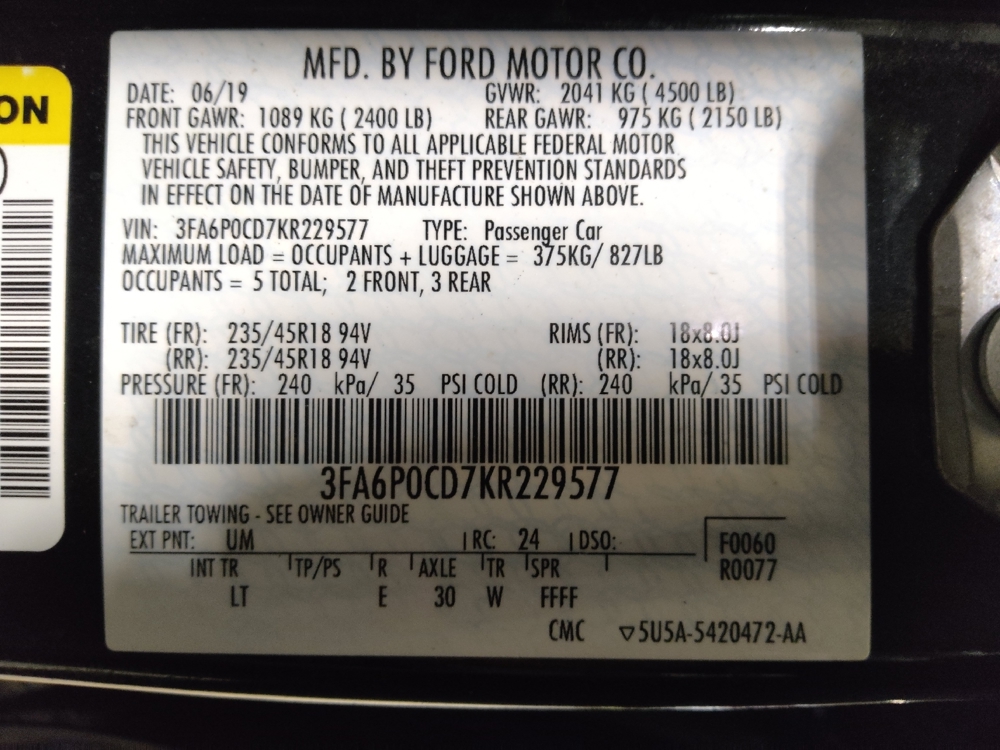 MFD. BY FORD MOTOR CO.
DATE: 06/19 GVWR: 2041 KG ( 4500 LB)
FRONT GAWR: 1089 KG ( 2400 LB) REAR GAWR: 975 KG ( 2150 LB)
THIS VEHICLE CONFORMS TO ALL APPLICABLE FEDERAL MOTOR
VEHICLE SAFETY, BUMPER, AND THEFT PREVENTION STANDARDS
IN EFFECT ON THE DATE OF MANUFACTURE SHOWN ABOVE.
VIN: 3FA6P0CD7KR229577 TYPE: Passenger Car
MAXIMUM LOAD = OCCUPANTS + LUGGAGE = 375KG/ 827LB
OCCUPANTS = 5 TOTAL; 2 FRONT, 3 REAR
TIRE (FR): 235/45R18 94V RIMS (FR): 18x8.0J
(RR): 235/45R18 94V (RR): 18x8.0J
PRESSURE (FR): 240 kPa/ 35 PSI COLD (RR): 240 kPa/ 35 PSI COLD
3FA6P0CD7KR229577
TRAILER TOWING - SEE OWNER GUIDE
EXT PNT: UM RC: 24 DSO: F0060
INT TR TP/PS R AXLE TR SPR R0077
LT E 30 W FFFF
CMC ▽5U5A-5420472-AA
ON